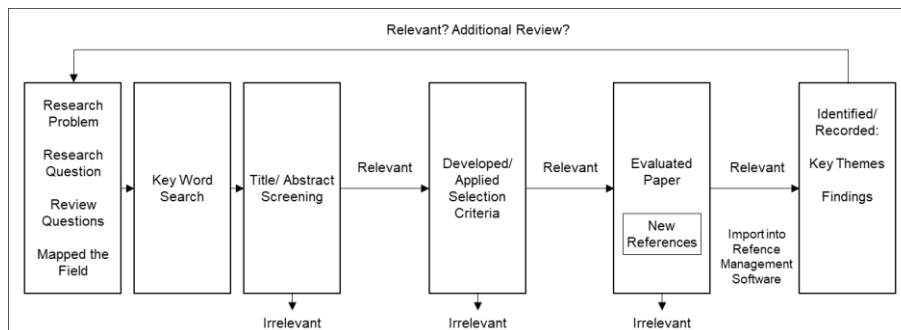 Relevant? Additional Review?
Research
Problem
Research
Question
Review
Questions
Mapped the
Field
Key Word
Search
Title/ Abstract
Screening
Relevant
Developed/
Applied
Selection
Criteria
Relevant
Evaluated
Paper
New
References
Relevant
Import into
Refence
Management
Software
Identified/
Recorded:
Key Themes
Findings
Irrelevant
Irrelevant
Irrelevant